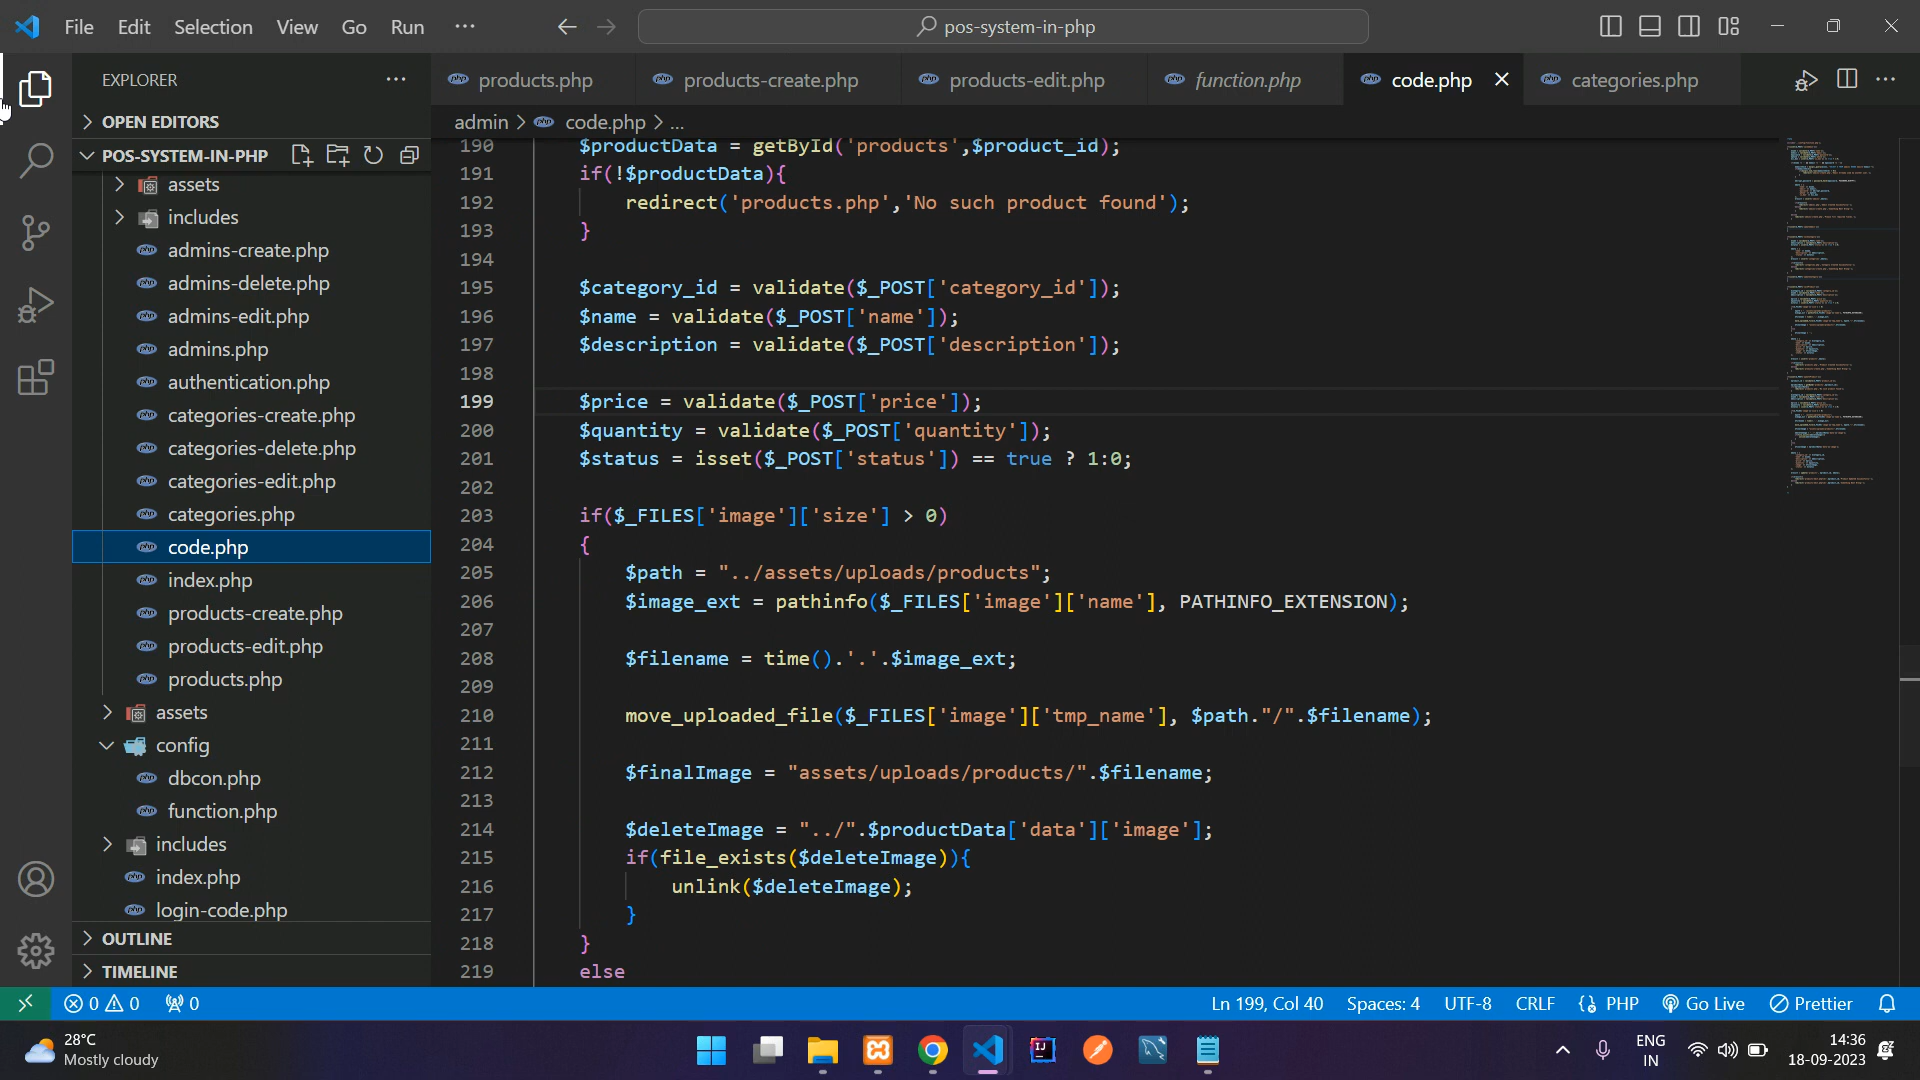 File Edit Selection View Go Run ···
pos-system-in-php
EXPLORER
products.php
products-create.php
products-edit.php
function.php
code.php
categories.php
OPEN EDITORS
admin > code.php > ...
POS-SYSTEM-IN-PHP
assets
includes
admins-create.php
admins-delete.php
admins-edit.php
admins.php
authentication.php
categories-create.php
categories-delete.php
categories-edit.php
categories.php
code.php
index.php
products-create.php
products-edit.php
products.php
assets
config
dbcon.php
function.php
includes
index.php
login-code.php
OUTLINE
TIMELINE
190 $productData = getById('products',$product_id);
191 if(!$productData){
192 redirect('products.php','No such product found');
193 }
194
195 $category_id = validate($_POST['category_id']);
196 $name = validate($_POST['name']);
197 $description = validate($_POST['description']);
198
199 $price = validate($_POST['price']);
200 $quantity = validate($_POST['quantity']);
201 $status = isset($_POST['status']) == true ? 1:0;
202
203 if($_FILES['image']['size'] > 0)
204 {
205 $path = "../assets/uploads/products";
206 $image_ext = pathinfo($_FILES['image']['name'], PATHINFO_EXTENSION);
207
208 $filename = time().'.'.$image_ext;
209
210 move_uploaded_file($_FILES['image']['tmp_name'], $path."/".$filename);
211
212 $finalImage = "assets/uploads/products/".$filename;
213
214 $deleteImage = "../".$productData['data']['image'];
215 if(file_exists($deleteImage)){
216 unlink($deleteImage);
217 }
218 }
219 else
0 0 0
Ln 199, Col 40 Spaces: 4 UTF-8 CRLF PHP Go Live Prettier
28°C
Mostly cloudy
ENG
IN
14:36
18-09-2023